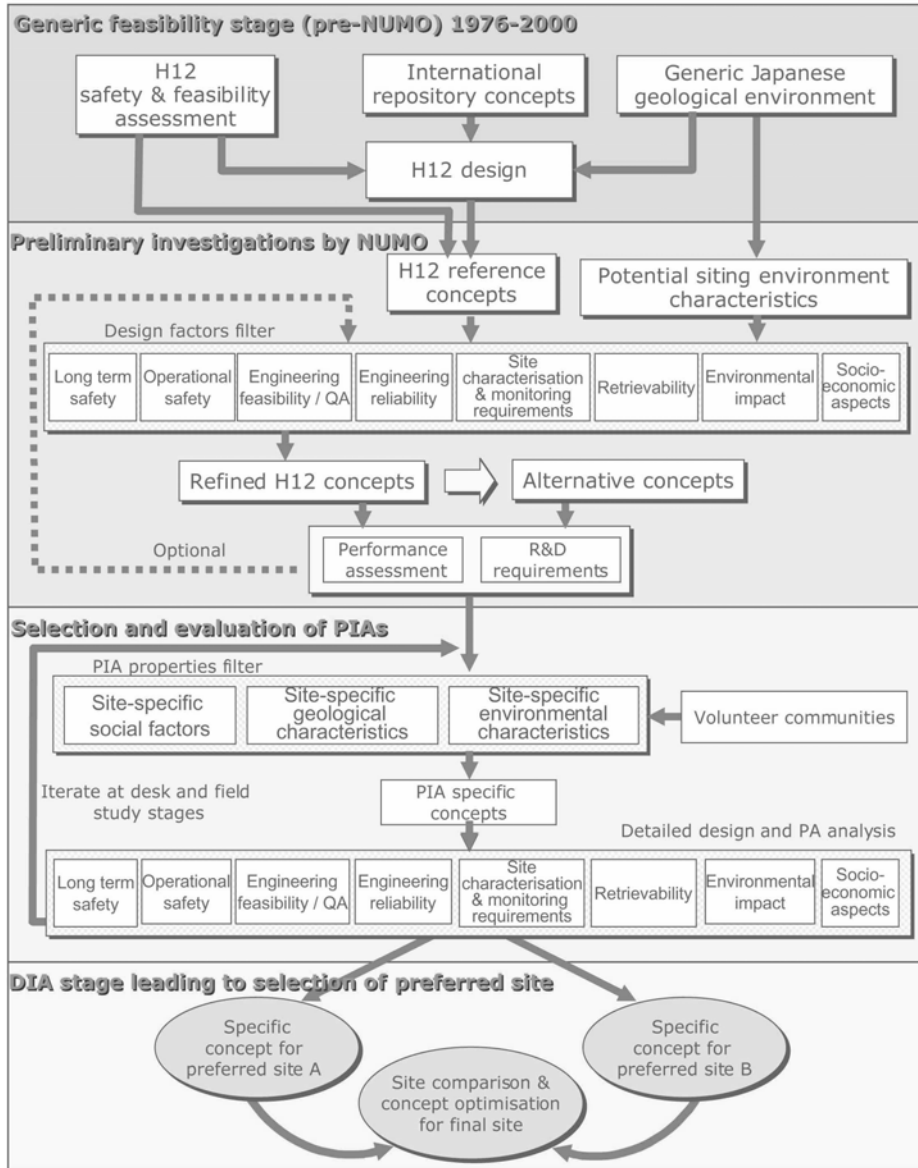 Generic feasibility stage (pre-NUMO) 1976-2000
H12
safety & feasibility
assessment
International
repository concepts
Generic Japanese
geological environment
H12 design
Preliminary investigations by NUMO
H12 reference
concepts
Potential siting environment
characteristics
Design factors filter
Long term
safety
Operational
safety
Engineering
feasibility / QA
Engineering
reliability
Site
characterisation
& monitoring
requirements
Retrievability
Environmental
impact
Socio-
economic
aspects
Refined H12 concepts
Alternative concepts
Optional
Performance
assessment
R&D
requirements
Selection and evaluation of PIAs
PIA properties filter
Site-specific
social factors
Site-specific
geological
characteristics
Site-specific
environmental
characteristics
Volunteer communities
Iterate at desk and field
study stages
PIA specific
concepts
Detailed design and PA analysis
Long term
safety
Operational
safety
Engineering
feasibility / QA
Engineering
reliability
Site
characterisation
& monitoring
requirements
Retrievability
Environmental
impact
Socio-
economic
aspects
DIA stage leading to selection of preferred site
Specific
concept for
preferred site A
Site comparison &
concept optimisation
for final site
Specific
concept for
preferred site B